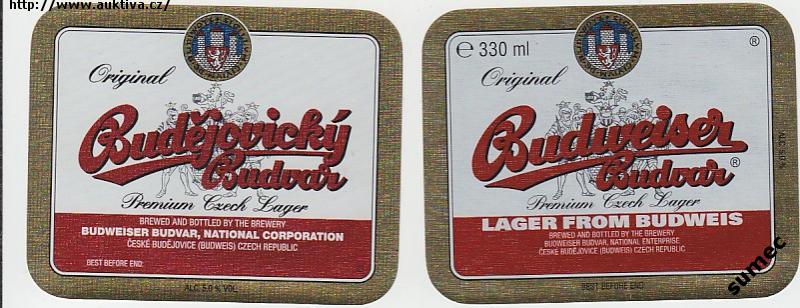 http://www.auktiva.cz/
Original
Budějovický
Budvar
Premium Czech Lager
BREWED AND BOTTLED BY THE BREWERY
BUDWEISER BUDVAR, NATIONAL CORPORATION
ČESKÉ BUDĚJOVICE (BUDWEIS) CZECH REPUBLIC
BEST BEFORE END:
ALC. 5.0 % VOL.
℮ 330 ml
®
Original
Budweiser
Budvar®
Premium Czech Lager
LAGER FROM BUDWEIS
BREWED AND BOTTLED BY THE BREWERY
BUDWEISER BUDVAR, NATIONAL ENTERPRISE
ČESKÉ BUDĚJOVICE (BUDWEIS) CZECH REPUBLIC
BEST BEFORE END
sumec